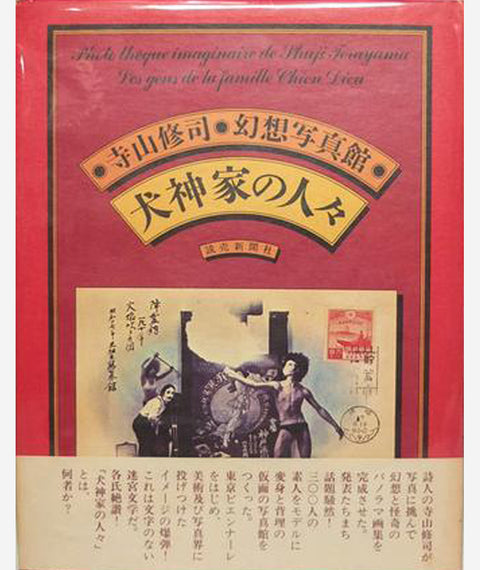 Photothèque imaginaire de Shuji Terayama
Les gens de la famille Chien Dieu
●寺山修司●幻想写真館●
犬神家の人々
読売新聞社
詩人の寺山修司が
写真に挑んで
幻想と怪奇の
パノラマ画集を
完成させた。
発表たちまち
話題騒然！
三〇〇人の
素人をモデルに
変身と背理の
仮面の写真館を
つくった。
東京ビエンナーレ
をはじめ、
美術及び写真界に
投げつけた
イメージの爆弾！
これは文字のない
迷宮文学だ。
各氏絶讃！
「犬神家の人々」
とは、
何者か？